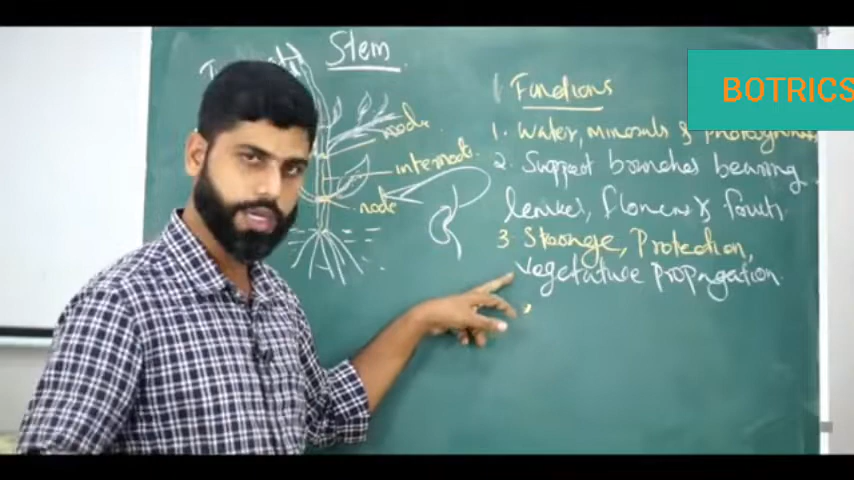 Stem
BOTRICS
Functions
node
1. Water, minerals & photosynthess
internode
2. Support branches bearing
node
leaves, flowers & fruits
3. Storage, Protection,
vegetative propagation.